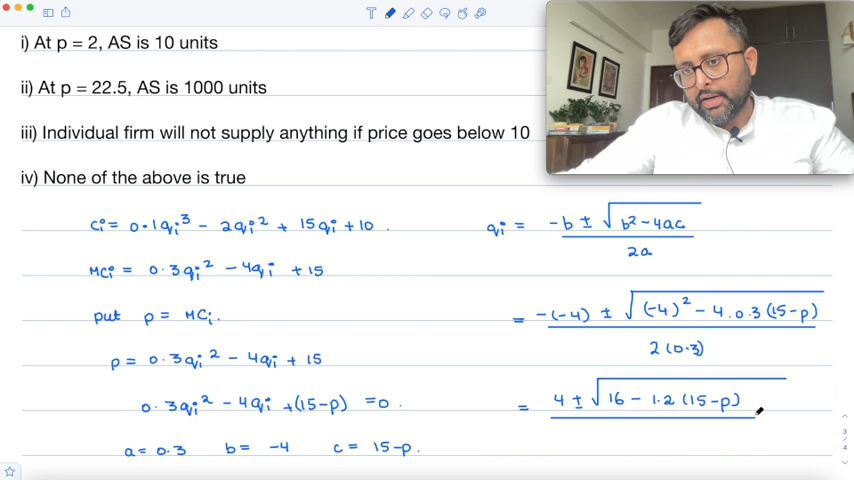 i) At p = 2, AS is 10 units
ii) At p = 22.5, AS is 1000 units
iii) Individual firm will not supply anything if price goes below 10
iv) None of the above is true
Ci = 0.1qi³ - 2qi² + 15qi + 10.
MCi = 0.3qi² - 4qi + 15
put p = MCi.
p = 0.3qi² - 4qi + 15
0.3qi² - 4qi + (15-p) = 0.
a = 0.3 b = -4 c = 15-p.
qi = -b ± √(b² - 4ac) / 2a
= -(-4) ± √((-4)² - 4.0.3(15-p)) / 2(0.3)
= 4 ± √(16 - 1.2(15-p))
3/4